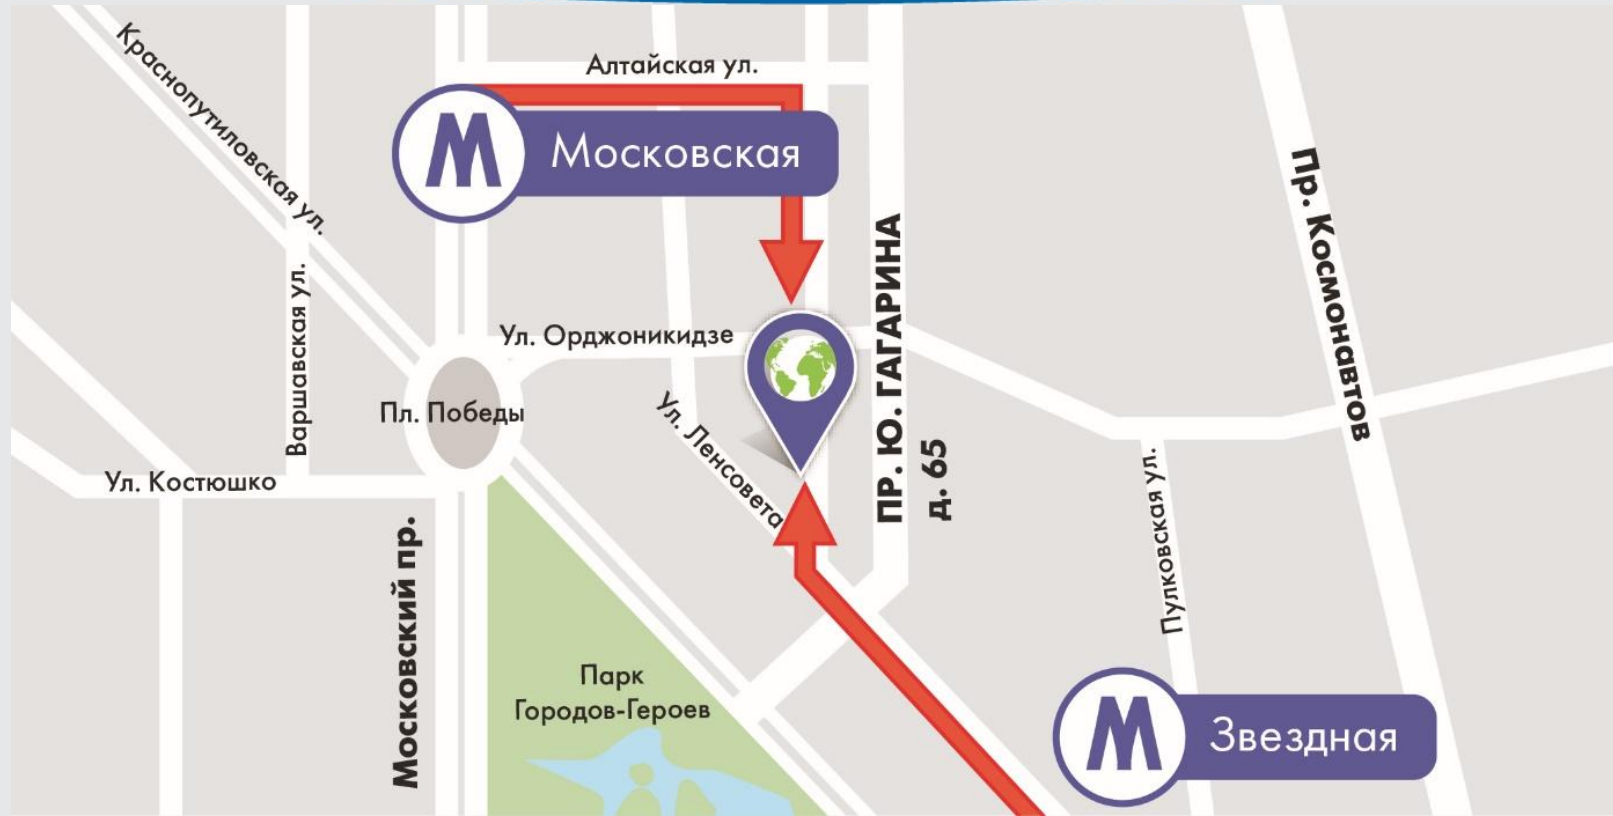 Алтайская ул.
Краснопутиловская ул.
М Московская
Пр. Космонавтов
ПР. Ю. ГАГАРИНА
д. 65
Варшавская ул.
Ул. Орджоникидзе
Пл. Победы
Ул. Ленсовета
Ул. Костюшко
Пулковская ул.
Московский пр.
Парк
Городов-Героев
М Звездная